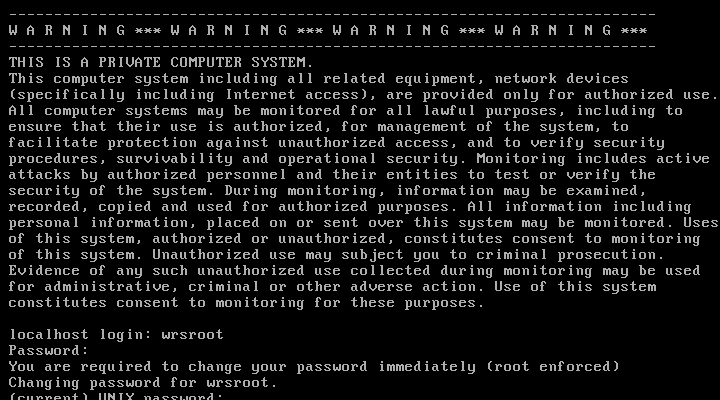 ------------------------------------------------------------------------
W A R N I N G *** W A R N I N G *** W A R N I N G *** W A R N I N G ***
------------------------------------------------------------------------
THIS IS A PRIVATE COMPUTER SYSTEM.
This computer system including all related equipment, network devices
(specifically including Internet access), are provided only for authorized use.
All computer systems may be monitored for all lawful purposes, including to
ensure that their use is authorized, for management of the system, to
facilitate protection against unauthorized access, and to verify security
procedures, survivability and operational security. Monitoring includes active
attacks by authorized personnel and their entities to test or verify the
security of the system. During monitoring, information may be examined,
recorded, copied and used for authorized purposes. All information including
personal information, placed on or sent over this system may be monitored. Uses
of this system, authorized or unauthorized, constitutes consent to monitoring
of this system. Unauthorized use may subject you to criminal prosecution.
Evidence of any such unauthorized use collected during monitoring may be used
for administrative, criminal or other adverse action. Use of this system
constitutes consent to monitoring for these purposes.
localhost login: wrsroot
Password:
You are required to change your password immediately (root enforced)
Changing password for wrsroot.
(current) UNIX password: